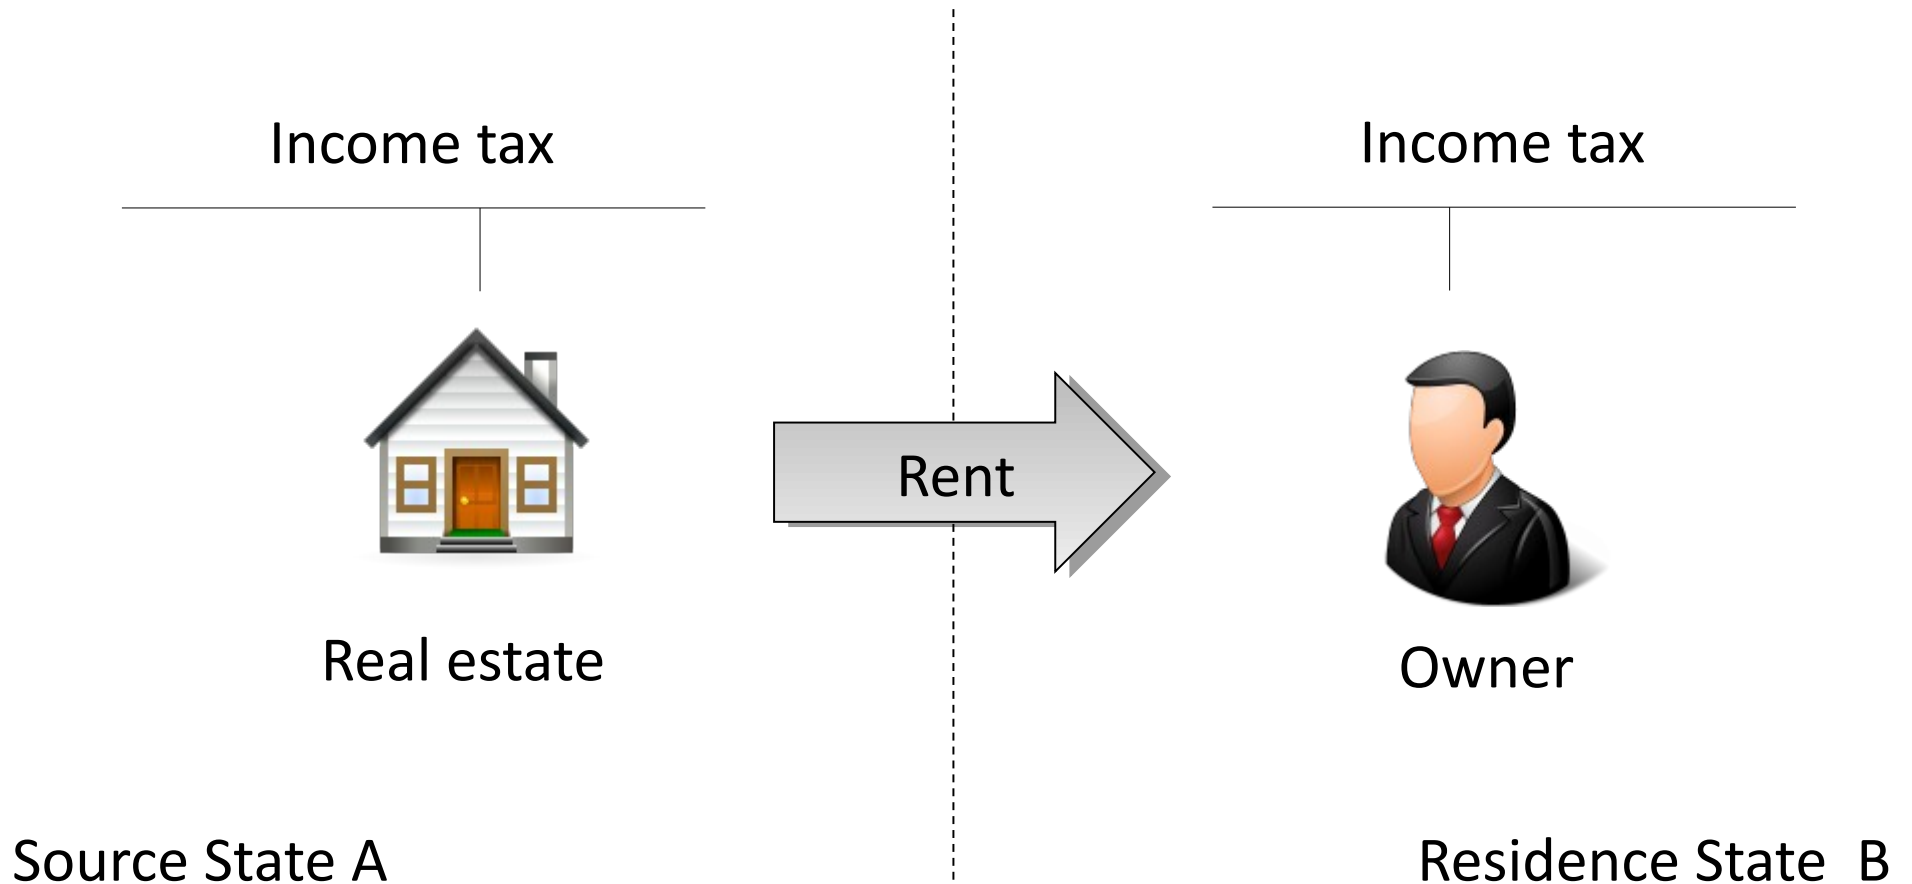 Income tax
Income tax
Rent
Real estate
Owner
Source State A
Residence State  B